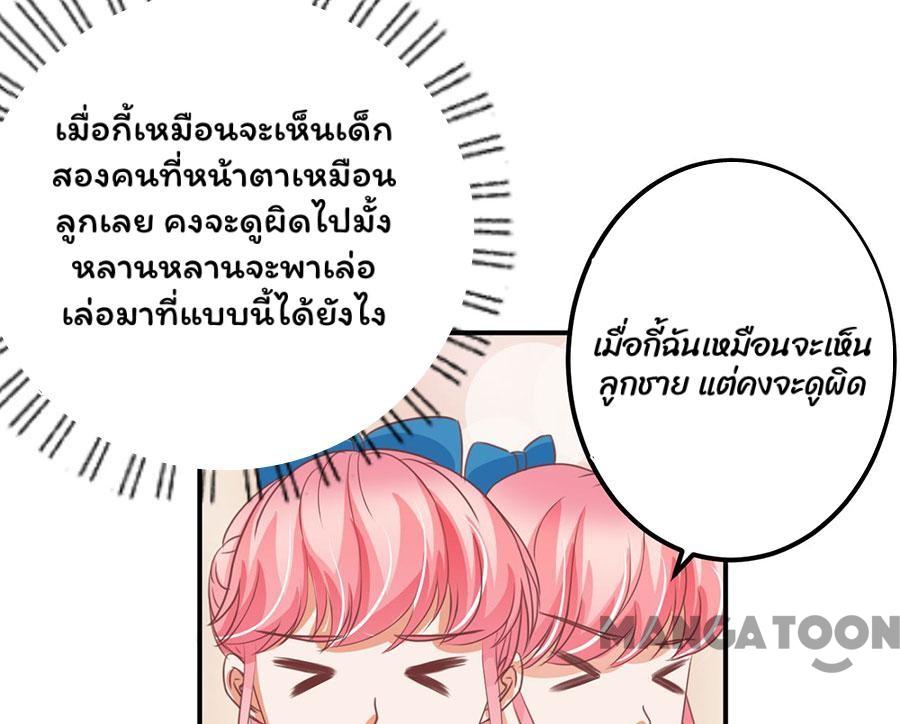 เมื่อกี้เหมือนจะเห็นเด็ก
สองคนที่หน้าตาเหมือน
ลูกเลย คงจะดูผิดไปมั้ง
หลานหลานจะพาเล่อ
เล่อมาที่แบบนี้ได้ยังไง
เมื่อกี้ฉันเหมือนจะเห็น
ลูกชาย แต่คงจะดูผิด
MANGATOON